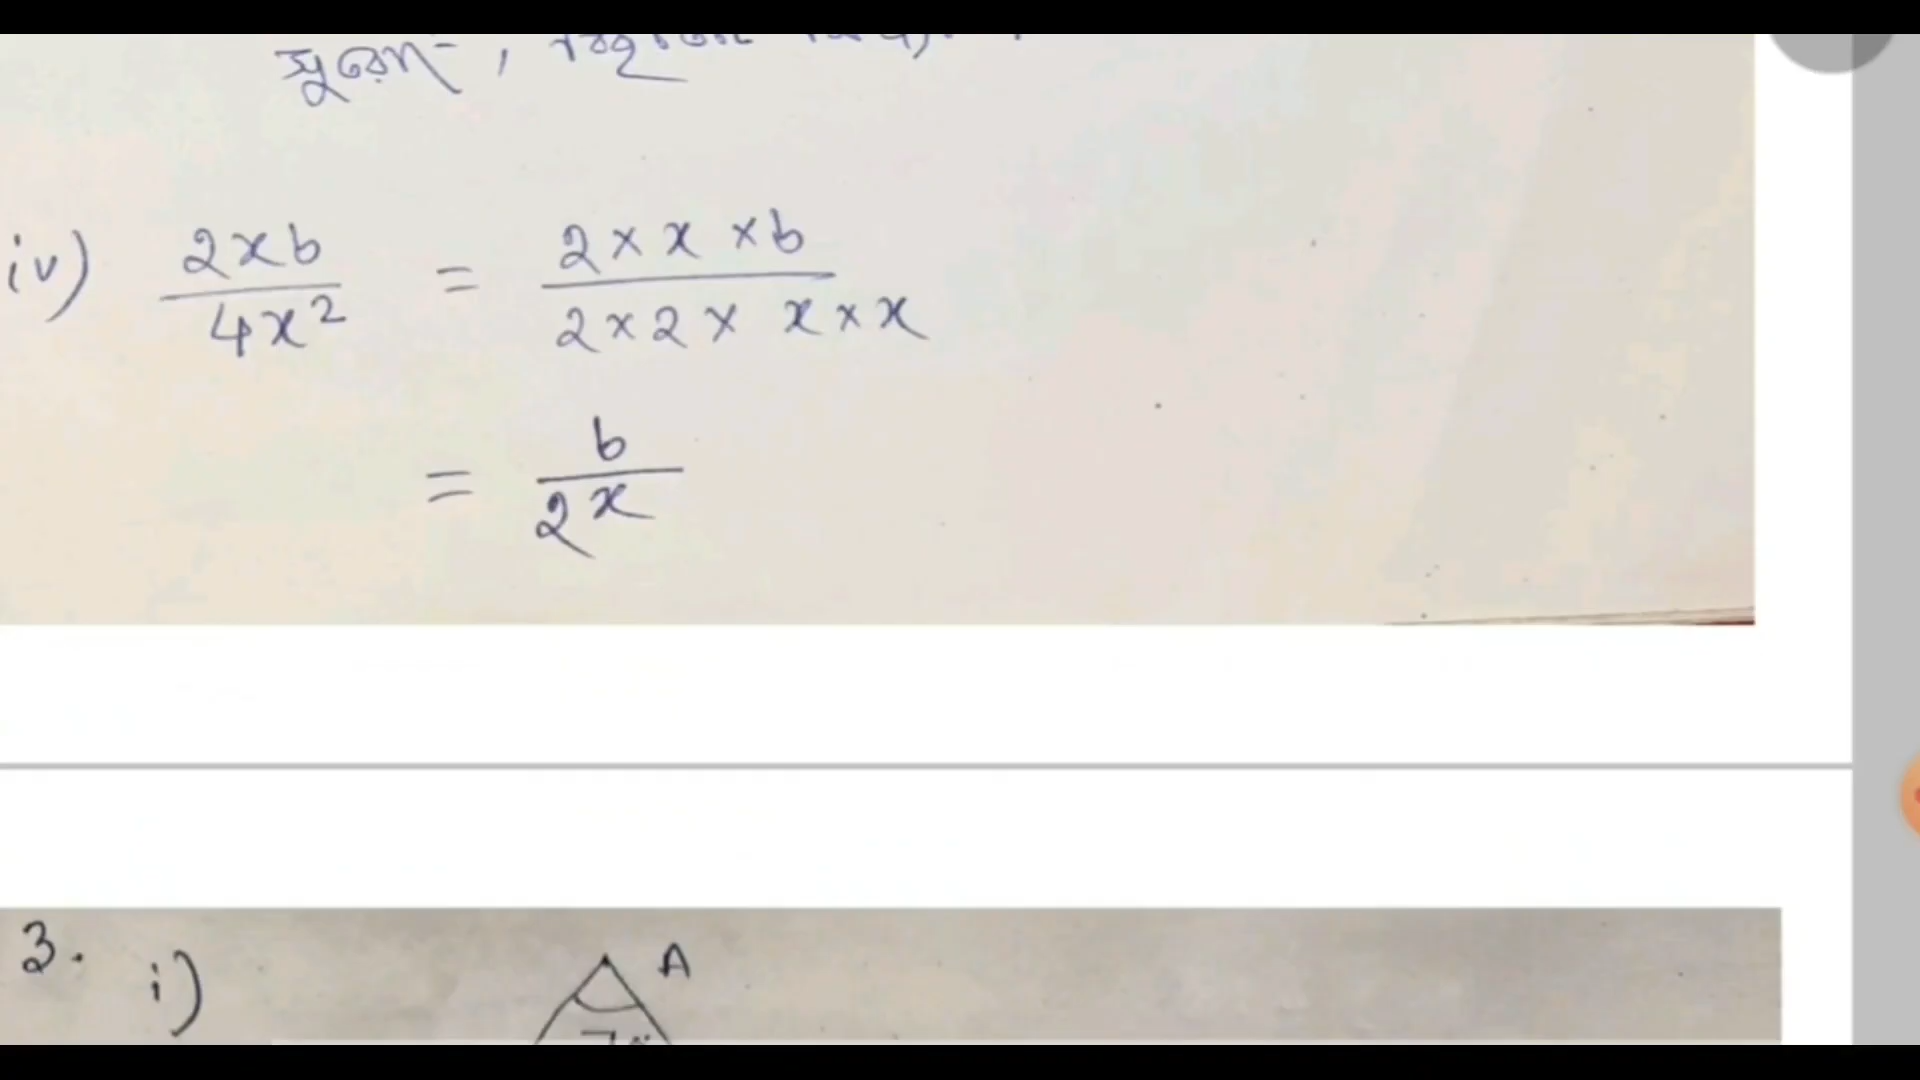 iv) 2xb / 4x² = 2 × x × b / 2 × 2 × x × x
= b / 2x
3. i) A